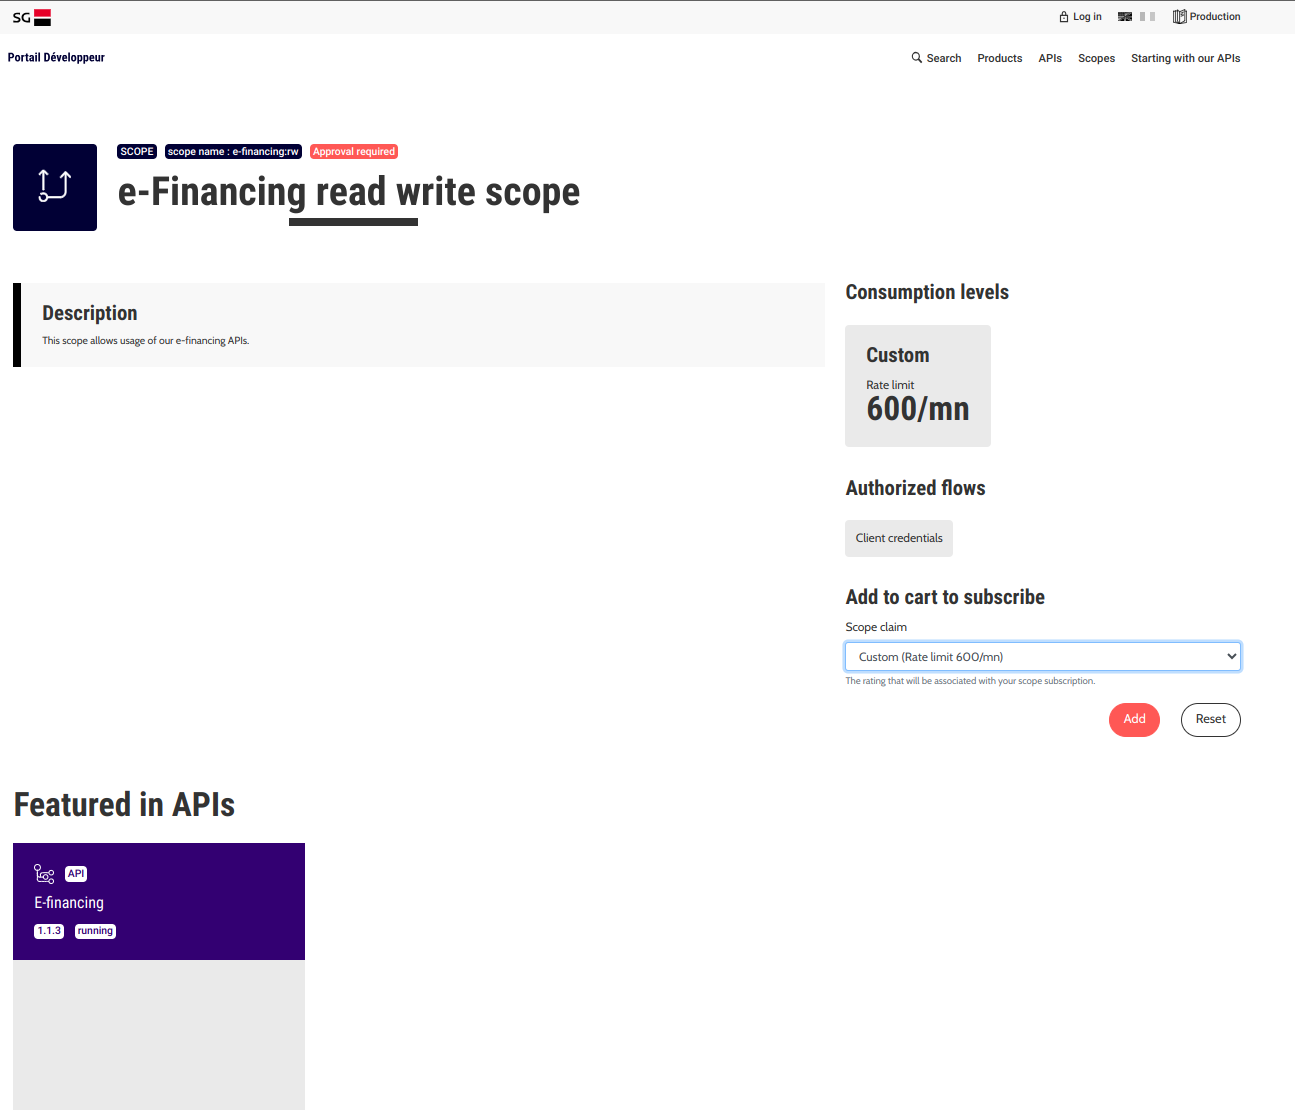 SG
Log in
Production
Portail Développeur
Search
Products
APIs
Scopes
Starting with our APIs
SCOPE
scope name : e-financing:rw
Approval required
e-Financing read write scope
Description
This scope allows usage of our e-financing APIs.
Consumption levels
Custom
Rate limit
600/mn
Authorized flows
Client credentials
Add to cart to subscribe
Scope claim
Custom (Rate limit 600/mn)
The rating that will be associated with your scope subscription.
Add
Reset
Featured in APIs
API
E-financing
1.1.3
running